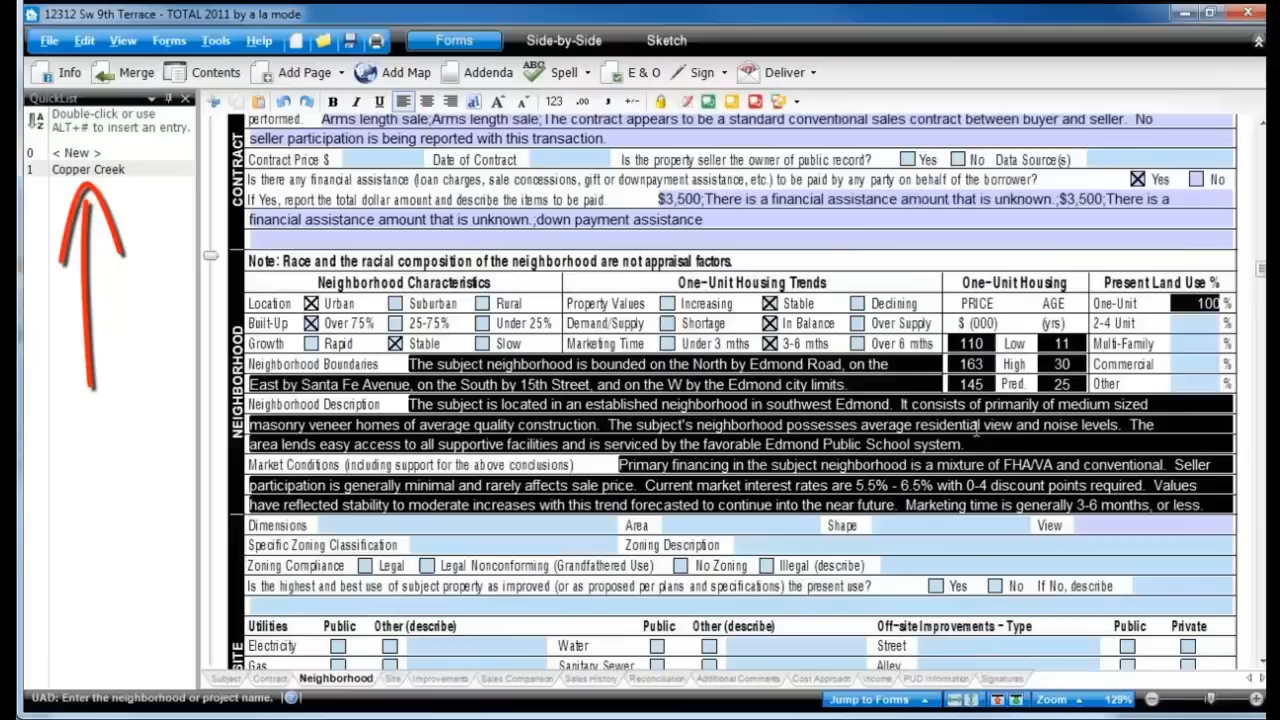 12312 Sw 9th Terrace - TOTAL 2011 by a la mode
File Edit View Forms Tools Help Forms Side-by-Side Sketch
Info Merge Contents Add Page Add Map Addenda ABC Spell E & O Sign Deliver
QuickList
B I U A A A 123 .00 +/-
Double-click or use
ALT+# to insert an entry.
0 < New >
1 Copper Creek
CONTRACT
performed. Arms length sale;Arms length sale;The contract appears to be a standard conventional sales contract between buyer and seller. No
seller participation is being reported with this transaction.
Contract Price $ Date of Contract Is the property seller the owner of public record? Yes No Data Source(s)
Is there any financial assistance (loan charges, sale concessions, gift or downpayment assistance, etc.) to be paid by any party on behalf of the borrower? Yes No
If Yes, report the total dollar amount and describe the items to be paid. $3,500;There is a financial assistance amount that is unknown.,$3,500;There is a
financial assistance amount that is unknown.,down payment assistance
Note: Race and the racial composition of the neighborhood are not appraisal factors.
NEIGHBORHOOD
Neighborhood Characteristics One-Unit Housing Trends One-Unit Housing Present Land Use %
Location Urban Suburban Rural Property Values Increasing Stable Declining PRICE AGE One-Unit 100 %
Built-Up Over 75% 25-75% Under 25% Demand/Supply Shortage In Balance Over Supply $ (000) (yrs) 2-4 Unit %
Growth Rapid Stable Slow Marketing Time Under 3 mths 3-6 mths Over 6 mths 110 Low 11 Multi-Family %
Neighborhood Boundaries The subject neighborhood is bounded on the North by Edmond Road, on the 163 High 30 Commercial %
East by Santa Fe Avenue, on the South by 15th Street, and on the W by the Edmond city limits. 145 Pred. 25 Other %
Neighborhood Description The subject is located in an established neighborhood in southwest Edmond. It consists of primarily of medium sized
masonry veneer homes of average quality construction. The subject's neighborhood possesses average residential view and noise levels. The
area lends easy access to all supportive facilities and is serviced by the favorable Edmond Public School system.
Market Conditions (including support for the above conclusions) Primary financing in the subject neighborhood is a mixture of FHA/VA and conventional. Seller
participation is generally minimal and rarely affects sale price. Current market interest rates are 5.5% - 6.5% with 0-4 discount points required. Values
have reflected stability to moderate increases with this trend forecasted to continue into the near future. Marketing time is generally 3-6 months, or less.
Dimensions Area Shape View
Specific Zoning Classification Zoning Description
Zoning Compliance Legal Legal Nonconforming (Grandfathered Use) No Zoning Illegal (describe)
Is the highest and best use of subject property as improved (or as proposed per plans and specifications) the present use? Yes No If No, describe
Utilities Public Other (describe) Public Other (describe) Off-site Improvements - Type Public Private
Electricity Water Street
Gas Sanitary Sewer Alley
SITE
Subject Contract Neighborhood Site Improvements Sales Comparison Sales History Reconciliation Additional Comments Cost Approach Income PUD Information Signatures
UAD: Enter the neighborhood or project name. Jump to Forms Zoom 129%